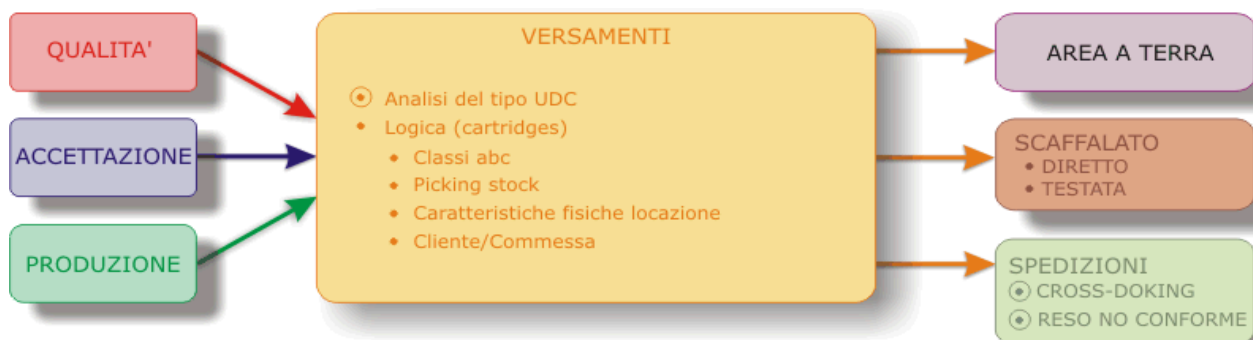 QUALITA'
ACCETTAZIONE
PRODUZIONE
VERSAMENTI
Analisi del tipo UDC
Logica (cartridges)
Classi abc
Picking stock
Caratteristiche fisiche locazione
Cliente/Commessa
AREA A TERRA
SCAFFALATO
DIRETTO
TESTATA
SPEDIZIONI
CROSS-DOKING
RESO NO CONFORME